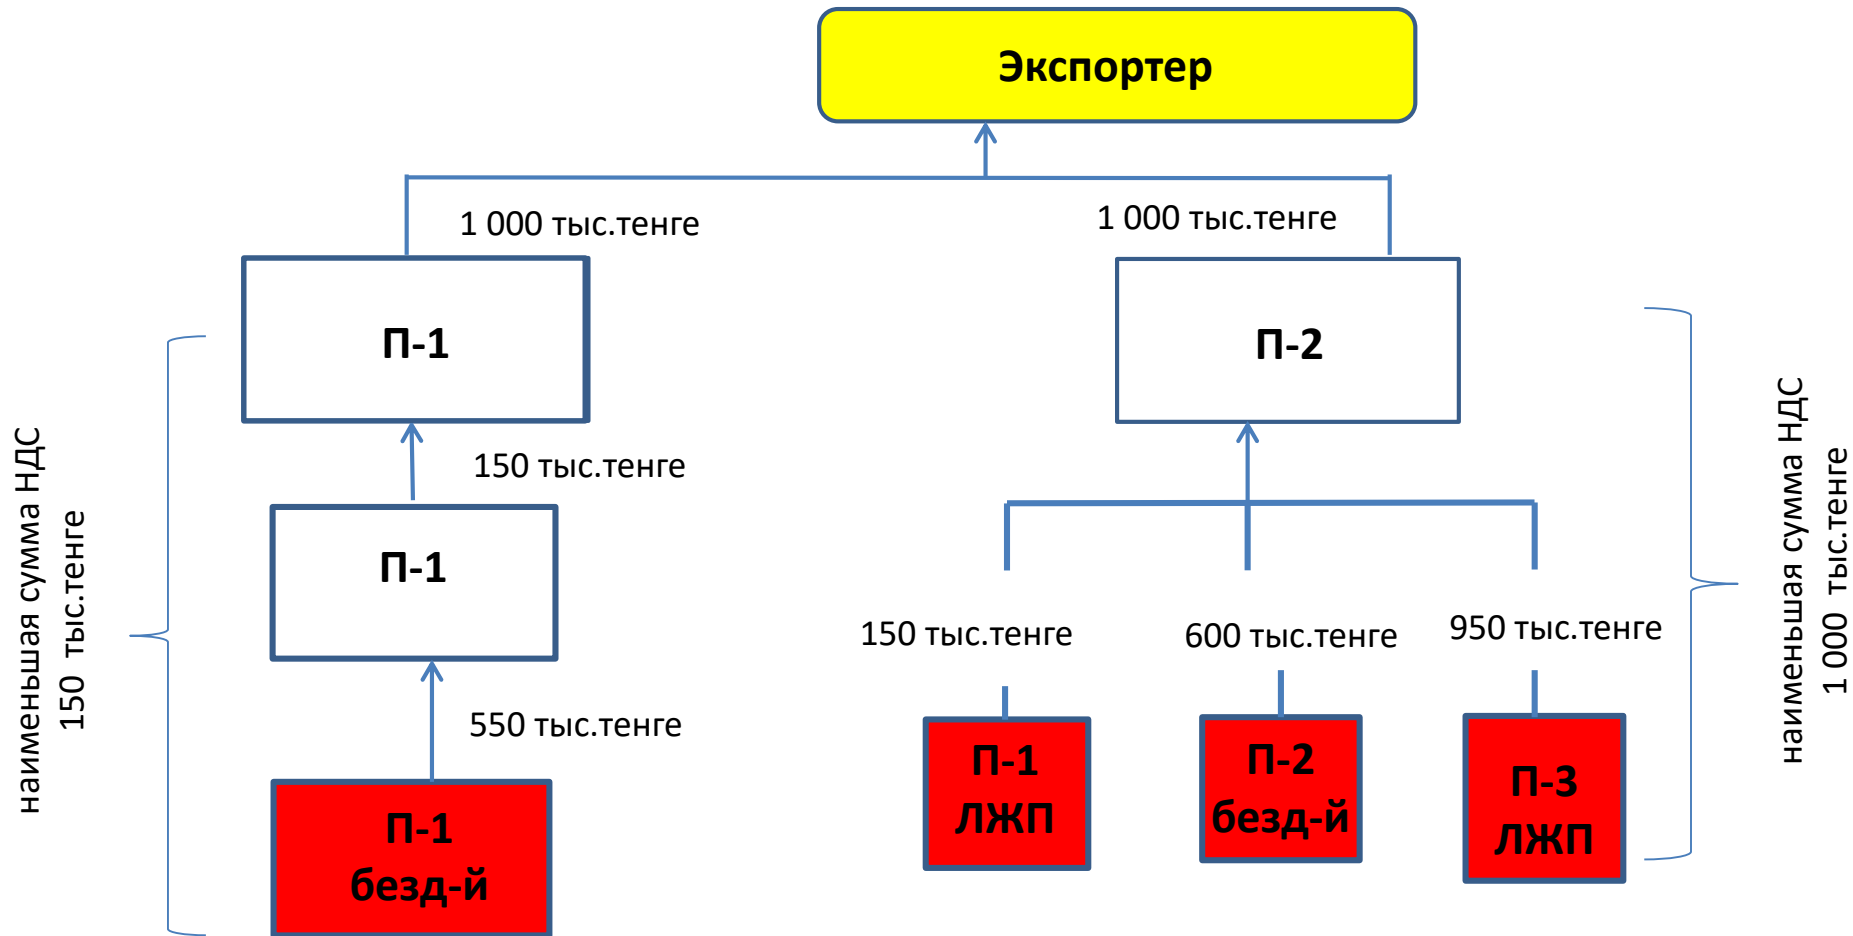 Экспортер
1 000 тыс.тенге
1 000 тыс.тенге
П-1
П-2
150 тыс.тенге
П-1
150 тыс.тенге
600 тыс.тенге
950 тыс.тенге
550 тыс.тенге
П-1
ЛЖП
П-2
безд-й
П-3
ЛЖП
П-1
безд-й
наименьшая сумма НДС
150 тыс.тенге
наименьшая сумма НДС
1 000 тыс.тенге